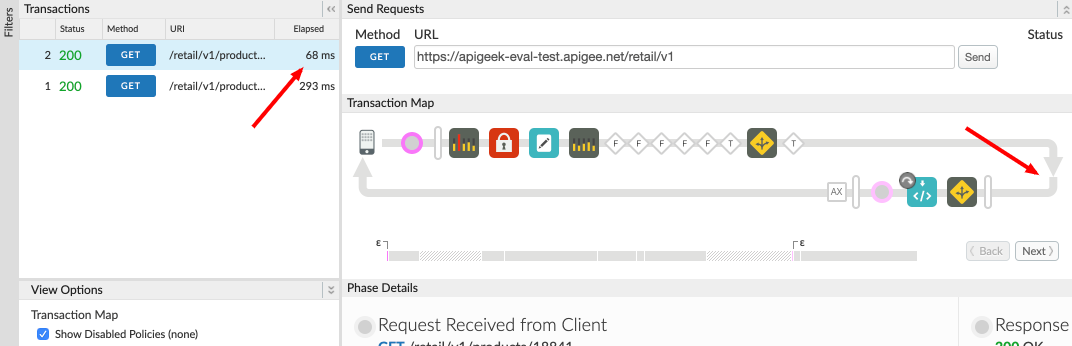 Filters
Transactions
Status Method URI Elapsed
2 200 GET /retail/v1/product... 68 ms
1 200 GET /retail/v1/product... 293 ms
View Options
Transaction Map
Show Disabled Policies (none)
Send Requests
Method URL Status
GET https://apigeek-eval-test.apigee.net/retail/v1 Send
Transaction Map
F F F F F T T
AX
ε ε
Back Next
Phase Details
Request Received from Client Response
GET /retail/v1/products/18841 200 OK